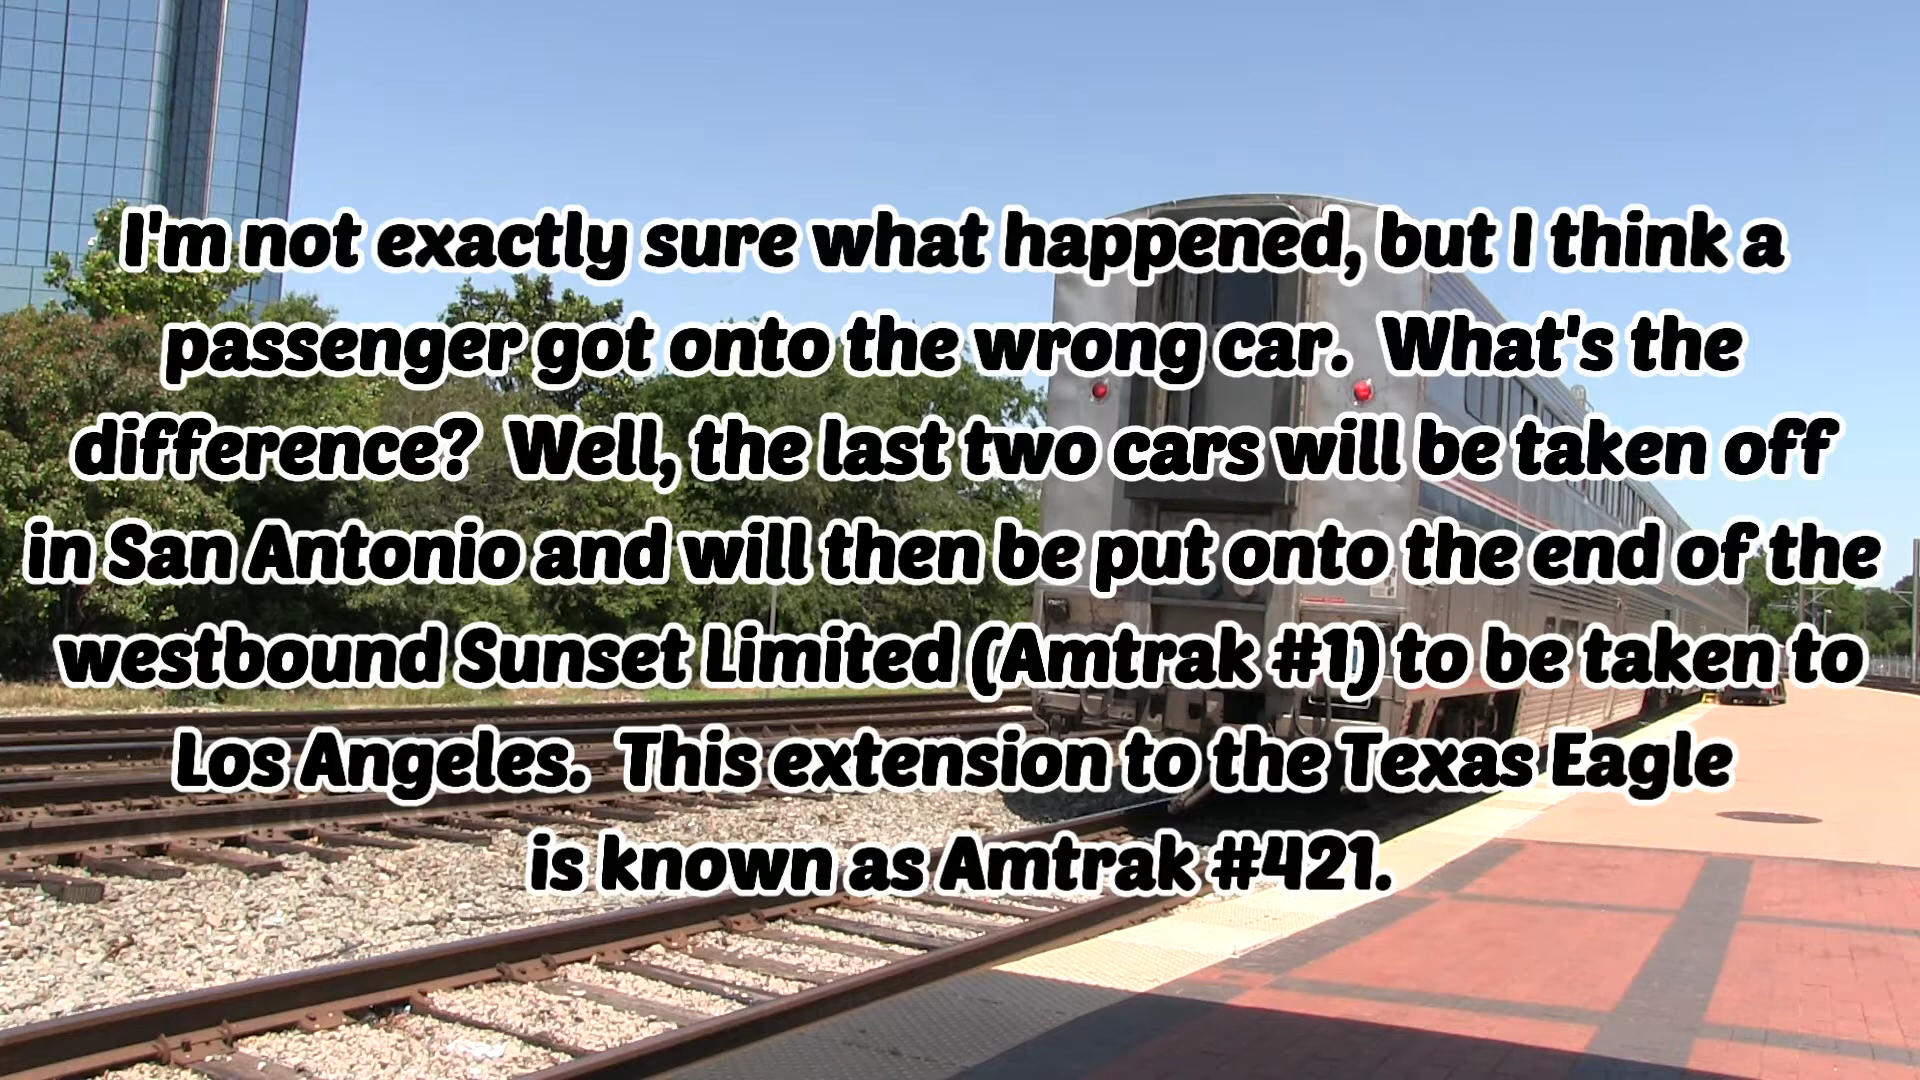 I'm not exactly sure what happened, but I think a
passenger got onto the wrong car.  What's the
difference?  Well, the last two cars will be taken off
in San Antonio and will then be put onto the end of the
westbound Sunset Limited (Amtrak #1) to be taken to
Los Angeles.  This extension to the Texas Eagle
is known as Amtrak #421.